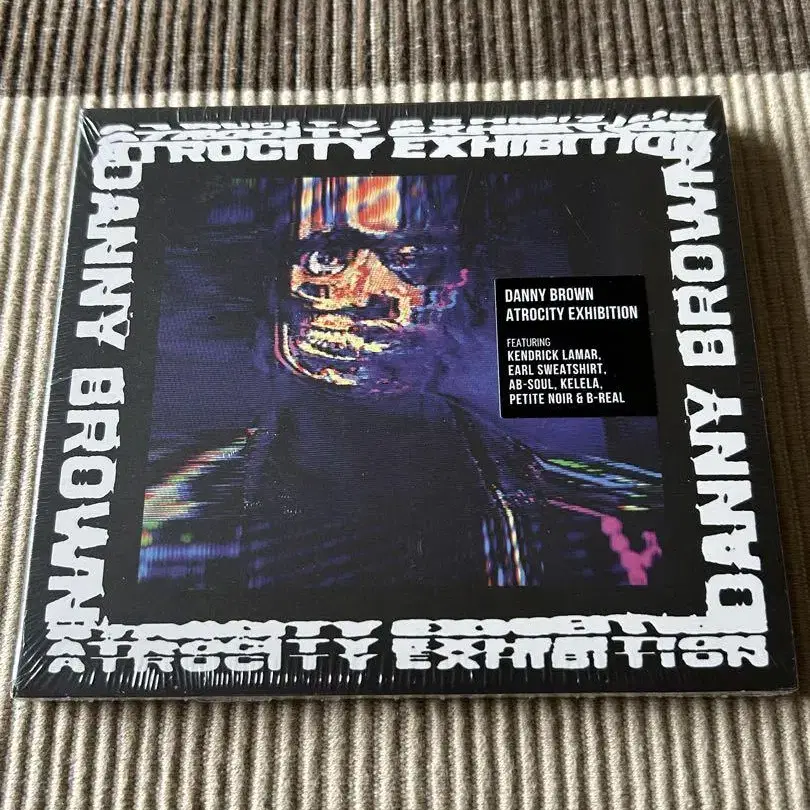 ATROCITY EXHIBITION
DANNY BROWN
DANNY BROWN
DANNY BROWN
ATROCITY EXHIBITION
FEATURING
KENDRICK LAMAR,
EARL SWEATSHIRT,
AB-SOUL, KELELA,
PETITE NOIR & B-REAL
ATROCITY EXHIBITION